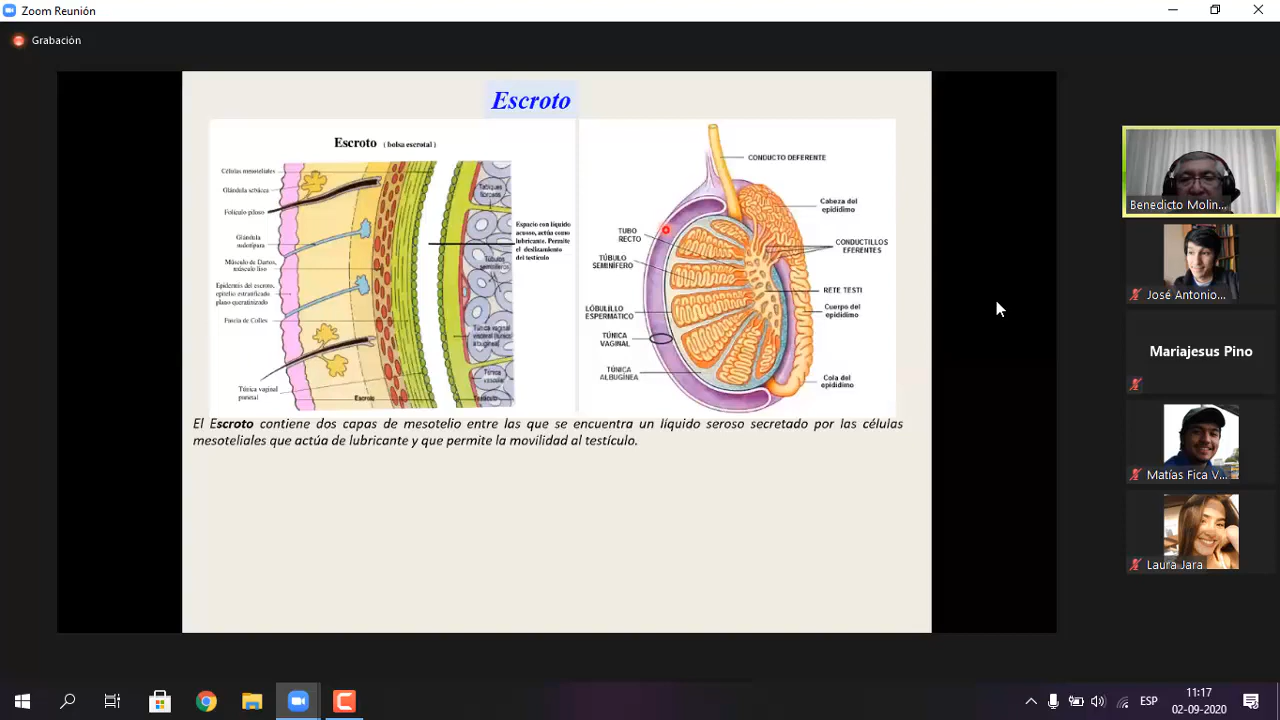 Zoom Reunión
Grabación
Escroto
Escroto ( bolsa escrotal )
Células mesoteliales
Glándula sebácea
Folículo piloso
Glándula
sudorípara
Músculo de Dartos,
músculo liso
Epidermis del escroto,
epitelio estratificado
plano queratinizado
Fascia de Colles
Túnica vaginal
parietal
Escroto
Tabiques
fibrosos
Espacio con líquido
acuoso, actúa como
lubricante. Permite
el deslizamiento
del testículo
Túbulos
Túnica vaginal
visceral (túnica
albugínea)
Túnica
vascular
Testículo
CONDUCTO DEFERENTE
Cabeza del
epidídimo
TUBO
RECTO
CONDUCTILLOS
EFERENTES
TÚBULO
SEMINÍFERO
RETE TESTI
LÓBULILLO
ESPERMATICO
Cuerpo del
epidídimo
TÚNICA
VAGINAL
TÚNICA
ALBUGÍNEA
Cola del
epidídimo
El Escroto contiene dos capas de mesotelio entre las que se encuentra un líquido seroso secretado por las células
mesoteliales que actúa de lubricante y que permite la movilidad al testículo.
Benedicto Molin...
José Antonio...
Mariajesus Pino
Matías Fica V...
Laura Jara
ESP
11:17
02-09-2020